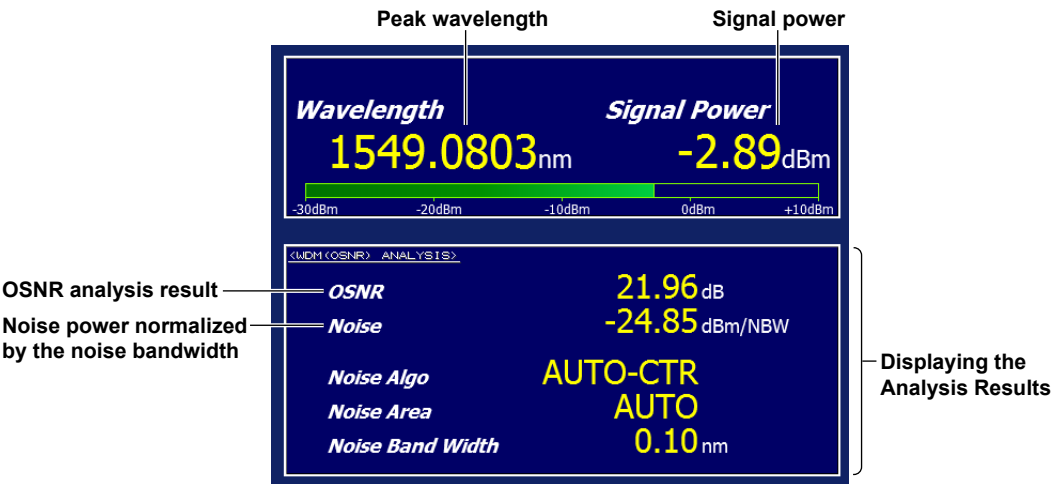 Peak wavelength Signal power
Wavelength Signal Power
1549.0803nm -2.89dBm
-30dBm -20dBm -10dBm 0dBm +10dBm
<WDM(OSNR) ANALYSIS>
OSNR analysis result OSNR 21.96 dB
Noise power normalized Noise -24.85 dBm/NBW
by the noise bandwidth
Displaying the
Analysis Results
Noise Algo AUTO-CTR
Noise Area AUTO
Noise Band Width 0.10 nm